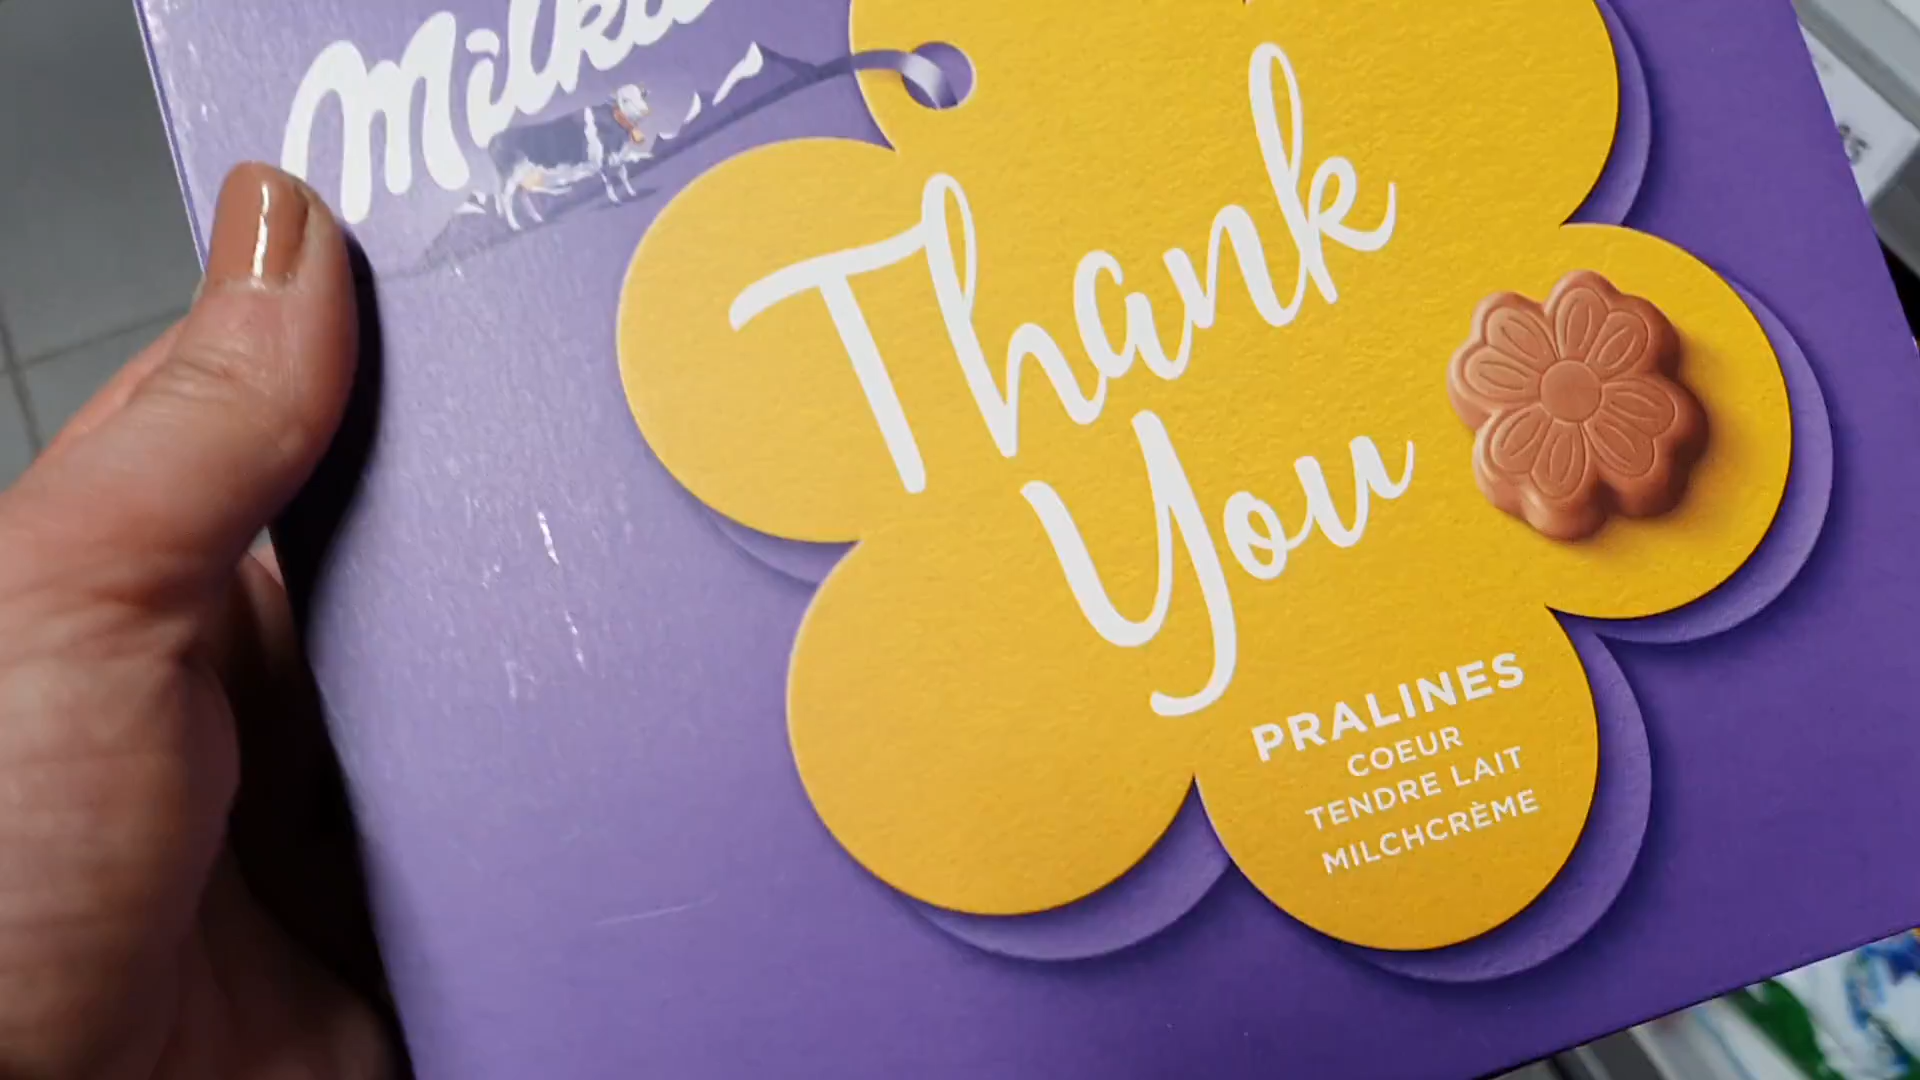 Milka
Thank
You
PRALINES
COEUR
TENDRE LAIT
MILCHCRÈME